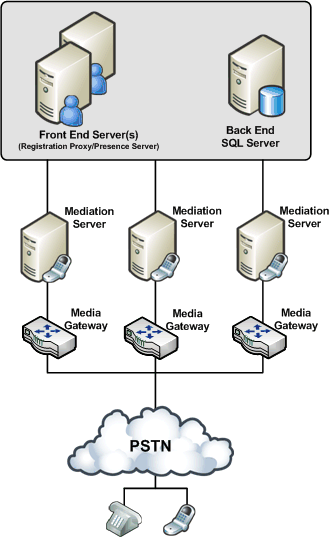 Front End Server(s)
(Registration Proxy/Presence Server)
Back End
SQL Server
Mediation
Server
Mediation
Server
Mediation
Server
Media
Gateway
Media
Gateway
Media
Gateway
PSTN